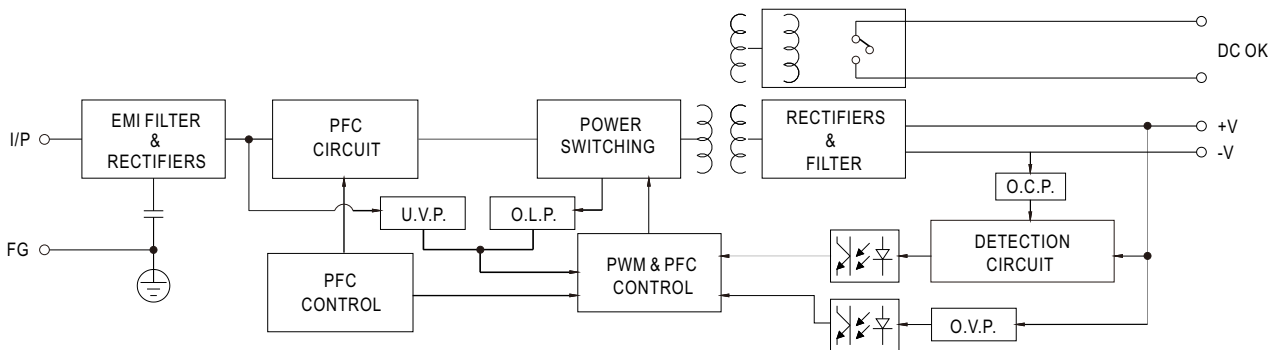 DC OK
I/P
EMI FILTER
&
RECTIFIERS
PFC
CIRCUIT
POWER
SWITCHING
RECTIFIERS
&
FILTER
+V
-V
O.C.P.
U.V.P.
O.L.P.
FG
PFC
CONTROL
PWM & PFC
CONTROL
DETECTION
CIRCUIT
O.V.P.